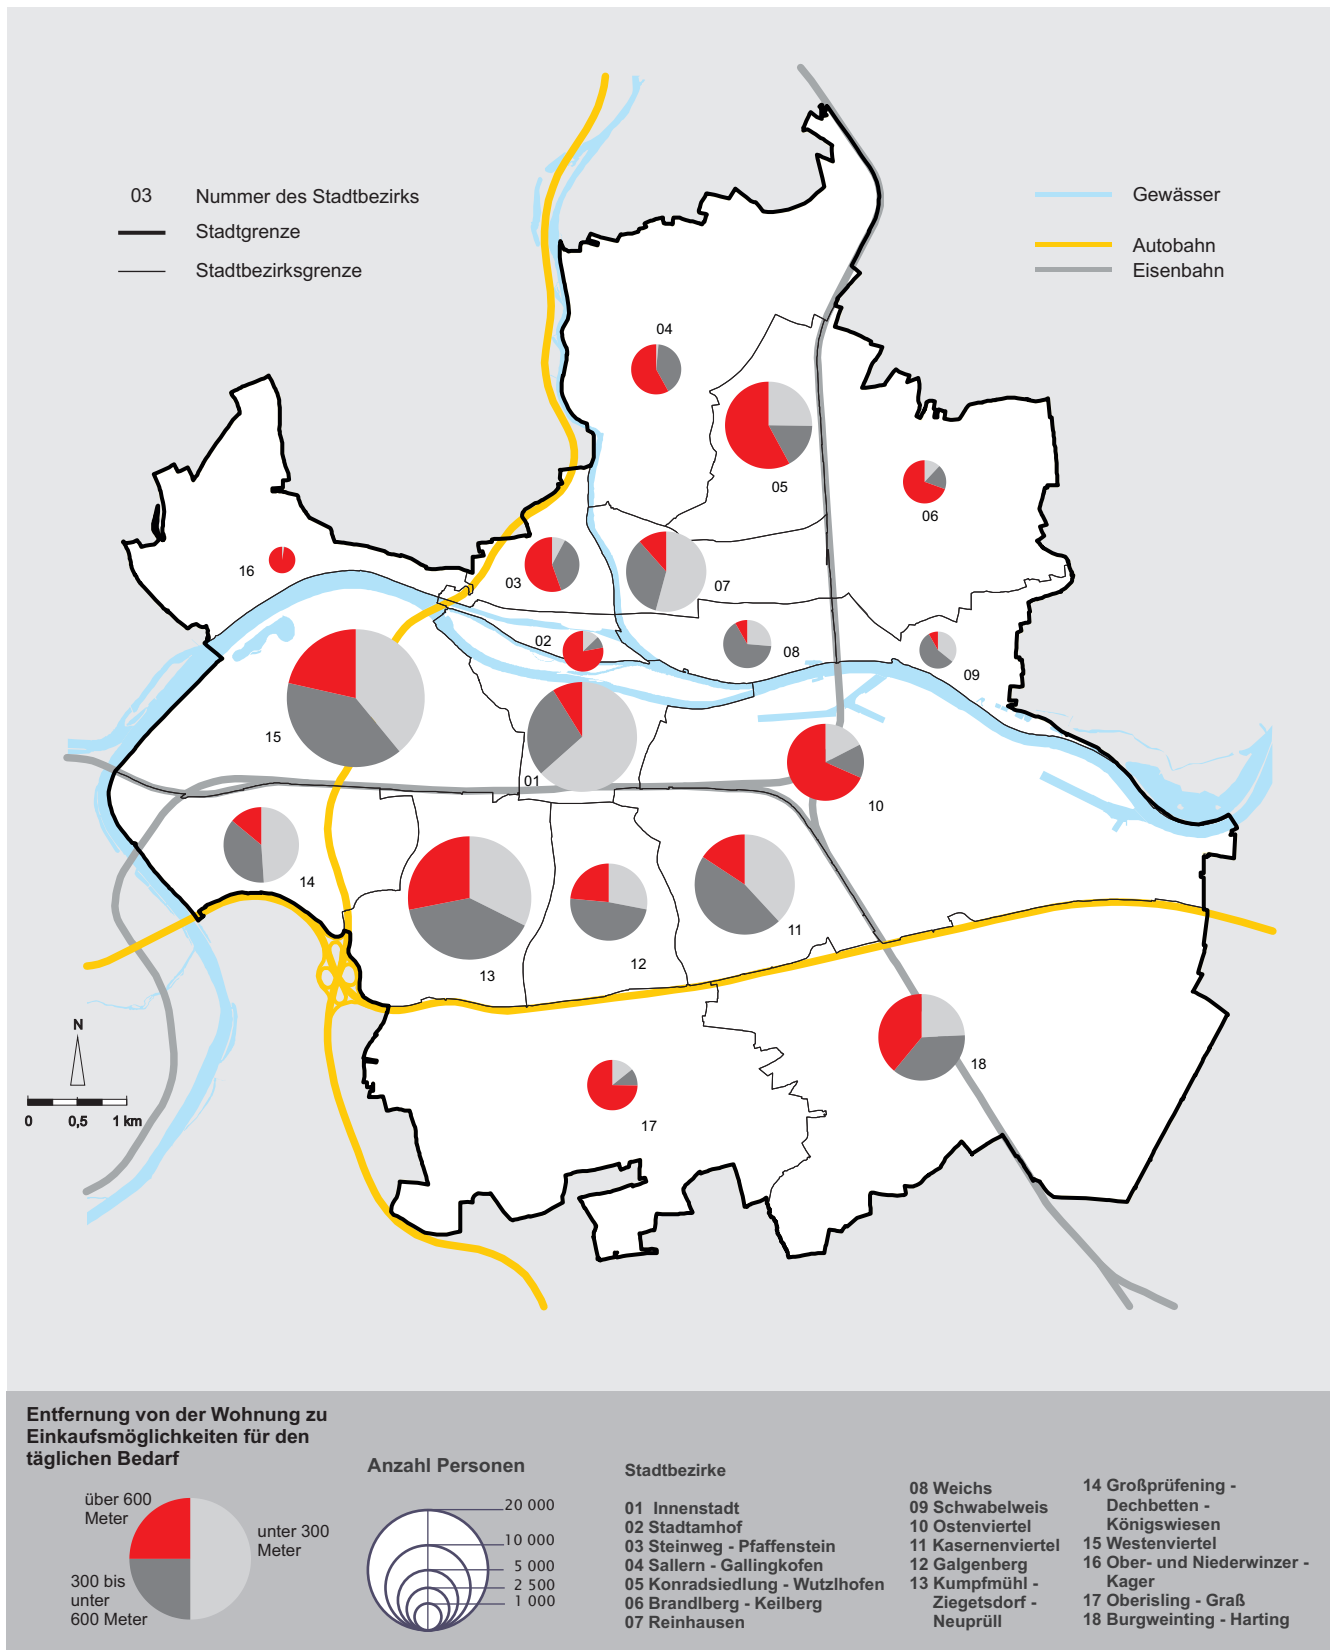 03 Nummer des Stadtbezirks
Stadtgrenze
Stadtbezirksgrenze
Gewässer
Autobahn
Eisenbahn
04
05
06
16
03
07
02
08
09
15
01
10
14
11
12
13
18
17
N
0 0,5 1 km
Entfernung von der Wohnung zu
Einkaufsmöglichkeiten für den
täglichen Bedarf
über 600
Meter
unter 300
Meter
300 bis
unter
600 Meter
Anzahl Personen
20 000
10 000
5 000
2 500
1 000
Stadtbezirke
01 Innenstadt
02 Stadtamhof
03 Steinweg - Pfaffenstein
04 Sallern - Gallingkofen
05 Konradsiedlung - Wutzlhofen
06 Brandlberg - Keilberg
07 Reinhausen
08 Weichs
09 Schwabelweis
10 Ostenviertel
11 Kasernenviertel
12 Galgenberg
13 Kumpfmühl -
Ziegetsdorf -
Neuprüll
14 Großprüfening -
Dechbetten -
Königswiesen
15 Westenviertel
16 Ober- und Niederwinzer -
Kager
17 Oberisling - Graß
18 Burgweinting - Harting